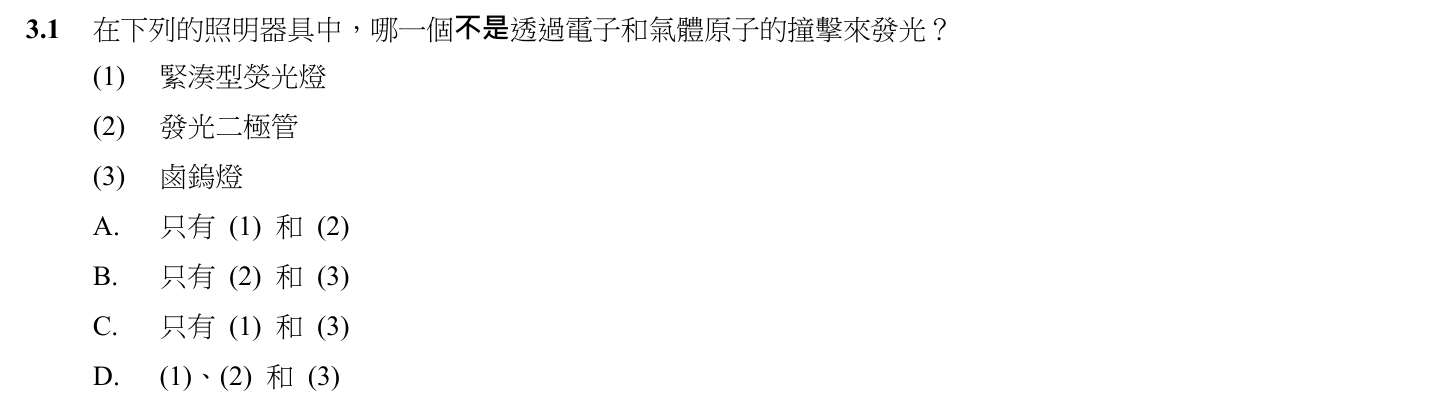 3.1 在下列的照明器具中，哪一個不是透過電子和氣體原子的撞擊來發光？
(1) 緊湊型熒光燈
(2) 發光二極管
(3) 鹵鎢燈
A. 只有 (1) 和 (2)
B. 只有 (2) 和 (3)
C. 只有 (1) 和 (3)
D. (1)、(2) 和 (3)